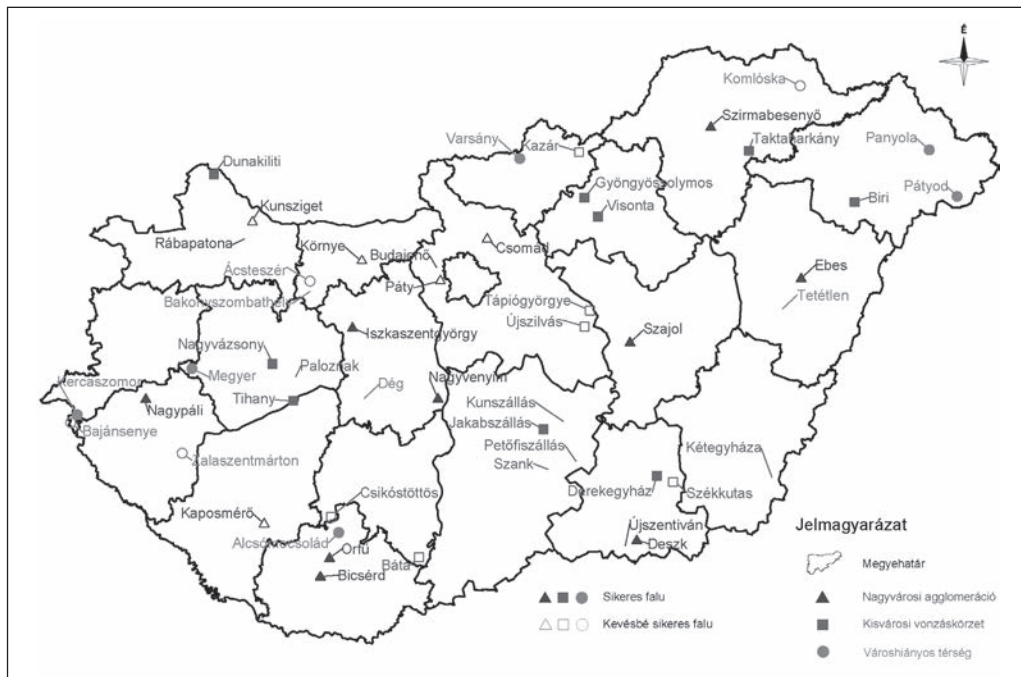 É
Komlóska
Szirmabesenyő
Varsány
Kazár
Taktaharkány
Panyola
Dunakiliti
Gyöngyössolymos
Pátyod
Visonta
Biri
Kunsziget
Rábapatona
Környe
Budajenő
Csomád
Ácsteszér
Páty
Ebes
Bakonyszombathely
Tápiógyörgye
Tetétlen
Újszilvás
Iszkaszentgyörgy
Szajol
Nagyvázsony
Paloznak
Megyer
Dég
Nagyvenyim
Kercaszomor
Tihany
Nagypáli
Kunszállás
Jakabszállás
Bajánsenye
Petőfiszállás
Kétegyháza
Zalaszentmárton
Szank
Csikóstöttös
Derekegyház
Székkutas
Kaposmérő
Alcsómocsolád
Újszentiván
Jelmagyarázat
Orfű
Deszk
Báta
Megyehatár
Bicsérd
Sikeres falu
Nagyvárosi agglomeráció
Kevésbé sikeres falu
Kisvárosi vonzáskörzet
Városhiányos térség